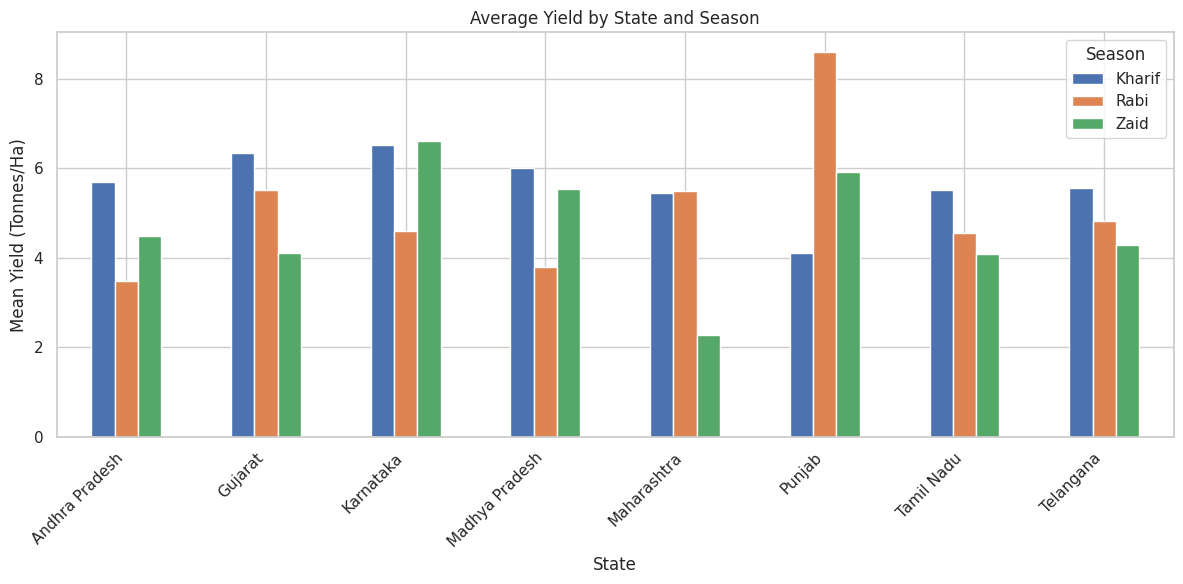 Average Yield by State and Season
Season
Kharif
Rabi
Zaid
Mean Yield (Tonnes/Ha)
8
6
4
2
0
Andhra Pradesh
Gujarat
Karnataka
Madhya Pradesh
Maharashtra
Punjab
Tamil Nadu
Telangana
State